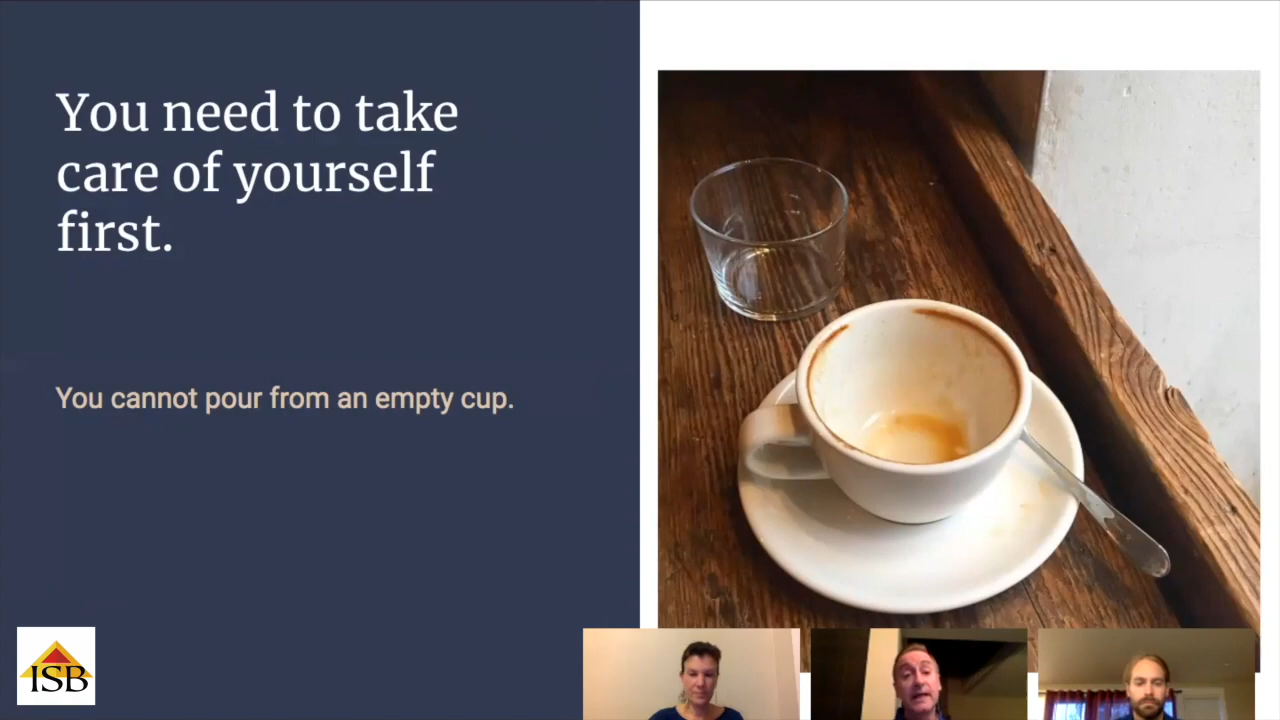 You need to take
care of yourself
first.
You cannot pour from an empty cup.
ISB